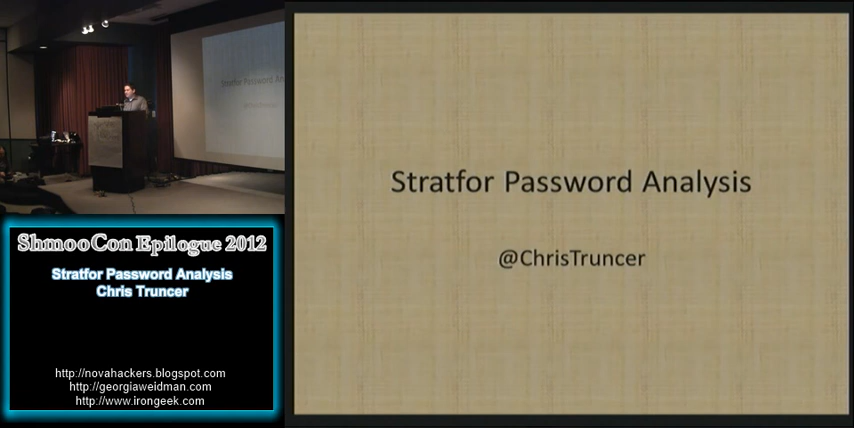 Stratfor Password Analysis
@ChrisTruncer
ShmooCon Epilogue 2012
Stratfor Password Analysis
Chris Truncer
http://novahackers.blogspot.com
http://georgiaweidman.com
http://www.irongeek.com